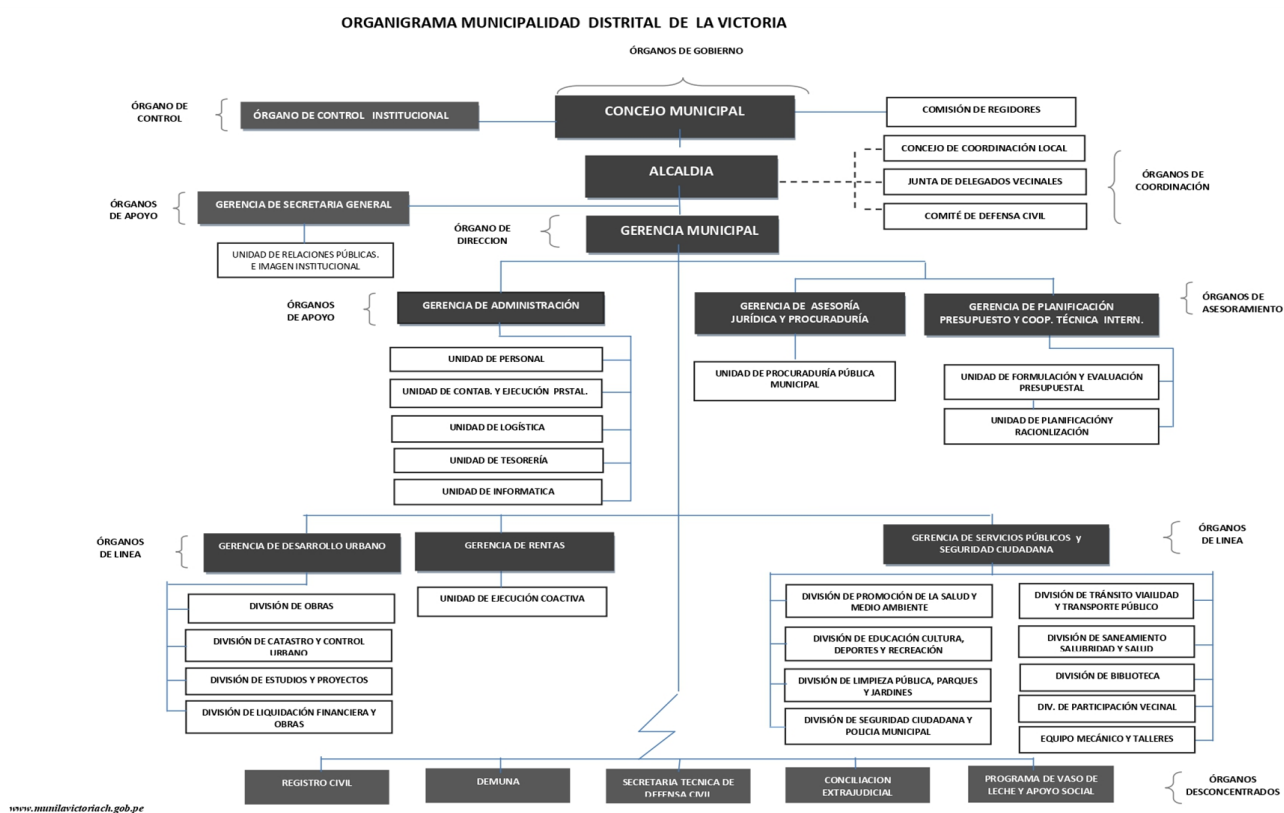 ORGANIGRAMA MUNICIPALIDAD DISTRITAL DE LA VICTORIA
ÓRGANOS DE GOBIERNO
ÓRGANO DE
CONTROL
ÓRGANO DE CONTROL INSTITUCIONAL
CONCEJO MUNICIPAL
COMISIÓN DE REGIDORES
ALCALDIA
CONCEJO DE COORDINACIÓN LOCAL
JUNTA DE DELEGADOS VECINALES
COMITÉ DE DEFENSA CIVIL
ÓRGANOS DE
COORDINACIÓN
ÓRGANOS
DE APOYO
GERENCIA DE SECRETARIA GENERAL
UNIDAD DE RELACIONES PÚBLICAS.
E IMAGEN INSTITUCIONAL
ÓRGANO DE
DIRECCION
GERENCIA MUNICIPAL
ÓRGANOS
DE APOYO
GERENCIA DE ADMINISTRACIÓN
UNIDAD DE PERSONAL
UNIDAD DE CONTAB. Y EJECUCIÓN PRSTAL.
UNIDAD DE LOGÍSTICA
UNIDAD DE TESORERÍA
UNIDAD DE INFORMATICA
GERENCIA DE ASESORÍA
JURÍDICA Y PROCURADURÍA
UNIDAD DE PROCURADURÍA PÚBLICA
MUNICIPAL
GERENCIA DE PLANIFICACIÓN
PRESUPUESTO Y COOP. TÉCNICA INTERN.
UNIDAD DE FORMULACIÓN Y EVALUACIÓN
PRESUPUESTAL
UNIDAD DE PLANIFICACIÓNY
RACIONLIZACIÓN
ÓRGANOS DE
ASESORAMIENTO
ÓRGANOS
DE LINEA
GERENCIA DE DESARROLLO URBANO
DIVISIÓN DE OBRAS
DIVISIÓN DE CATASTRO Y CONTROL
URBANO
DIVISIÓN DE ESTUDIOS Y PROYECTOS
DIVISIÓN DE LIQUIDACIÓN FINANCIERA Y
OBRAS
GERENCIA DE RENTAS
UNIDAD DE EJECUCIÓN COACTIVA
GERENCIA DE SERVICIOS PÚBLICOS y
SEGURIDAD CIUDADANA
ÓRGANOS
DE LINEA
DIVISIÓN DE PROMOCIÓN DE LA SALUD Y
MEDIO AMBIENTE
DIVISIÓN DE EDUCACIÓN CULTURA,
DEPORTES Y RECREACIÓN
DIVISIÓN DE LIMPIEZA PÚBLICA, PARQUES
Y JARDINES
DIVISIÓN DE SEGURIDAD CIUDADANA Y
POLICIA MUNICIPAL
DIVISIÓN DE TRÁNSITO VIAILIDAD
Y TRANSPORTE PÚBLICO
DIVISIÓN DE SANEAMIENTO
SALUBRIDAD Y SALUD
DIVISIÓN DE BIBLIOTECA
DIV. DE PARTICIPACIÓN VECINAL
EQUIPO MECÁNICO Y TALLERES
REGISTRO CIVIL
DEMUNA
SECRETARIA TECNICA DE
DEFENSA CIVIL
CONCILIACION
EXTRAJUDICIAL
PROGRAMA DE VASO DE
LECHE Y APOYO SOCIAL
ÓRGANOS
DESCONCENTRADOS
www.munilavictoriach.gob.pe